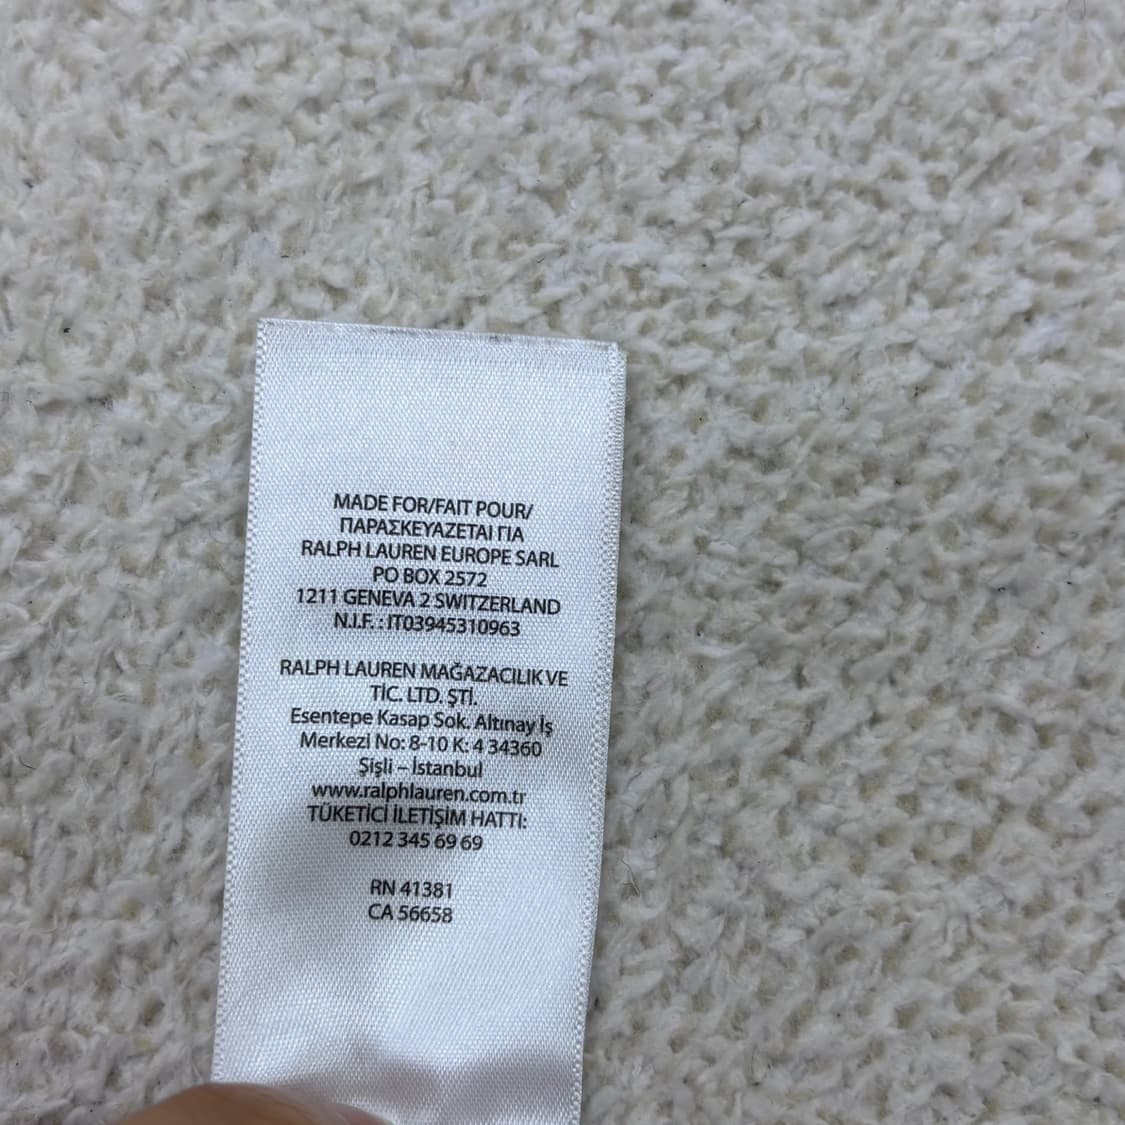 MADE FOR/FAIT POUR/
ΠΑΡΑΣΚΕΥΑΖΕΤΑΙ ΓΙΑ
RALPH LAUREN EUROPE SARL
PO BOX 2572
1211 GENEVA 2 SWITZERLAND
N.I.F. : IT03945310963
RALPH LAUREN MAĞAZACILIK VE
TİC. LTD. ŞTİ.
Esentepe Kasap Sok. Altınay İş
Merkezi No: 8-10 K: 4 34360
Şişli – İstanbul
www.ralphlauren.com.tr
TÜKETİCİ İLETİŞİM HATTI:
0212 345 69 69
RN 41381
CA 56658